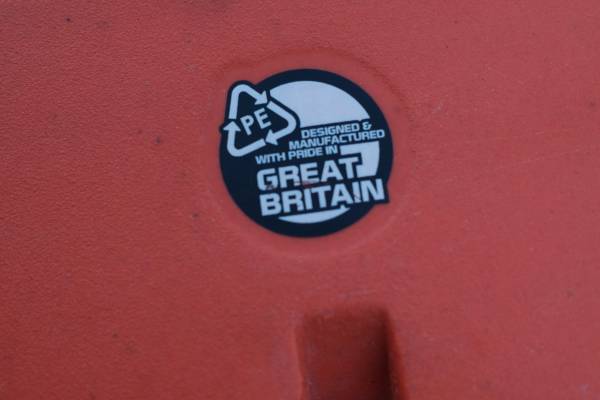 PE
DESIGNED &
MANUFACTURED
WITH PRIDE IN
GREAT
BRITAIN